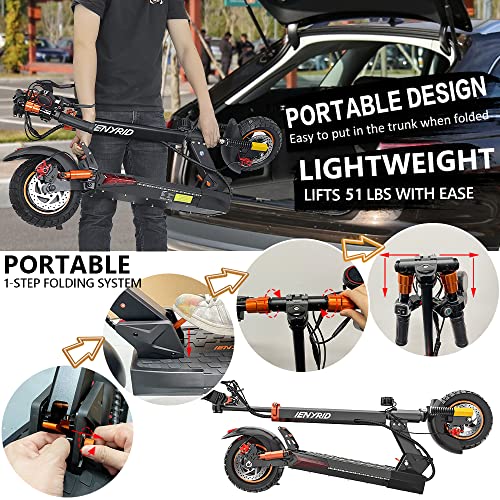 PORTABLE DESIGN
Easy to put in the trunk when folded
LIGHTWEIGHT
LIFTS 51 LBS WITH EASE
IENYRID
PORTABLE
1-STEP FOLDING SYSTEM
IENYRID
IENYRID